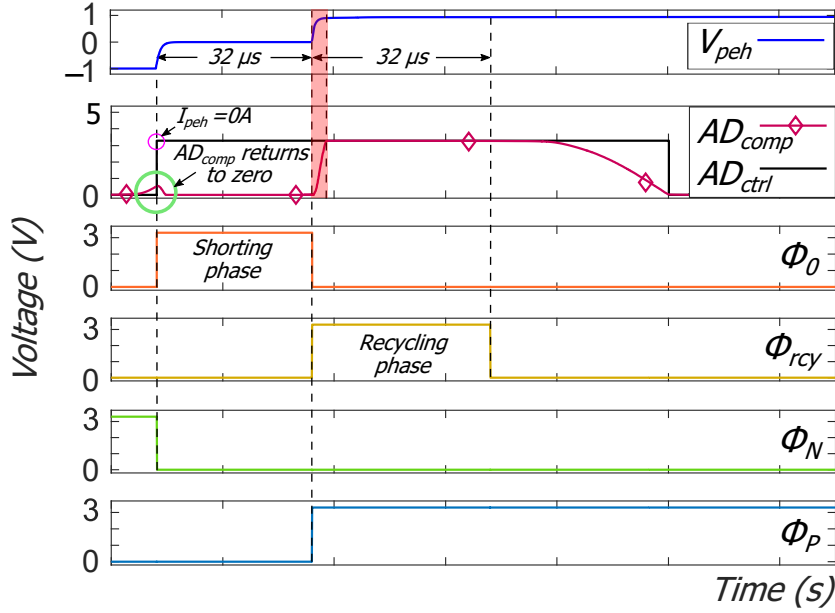 1
0
−1
32 μs
32 μs
V_peh
5
0
I_peh =0A
AD_comp returns
to zero
AD_comp
AD_ctrl
3
0
Shorting
phase
Φ_0
3
0
Recycling
phase
Φ_rcy
3
0
Φ_N
3
0
Φ_P
Voltage (V)
Time (s)